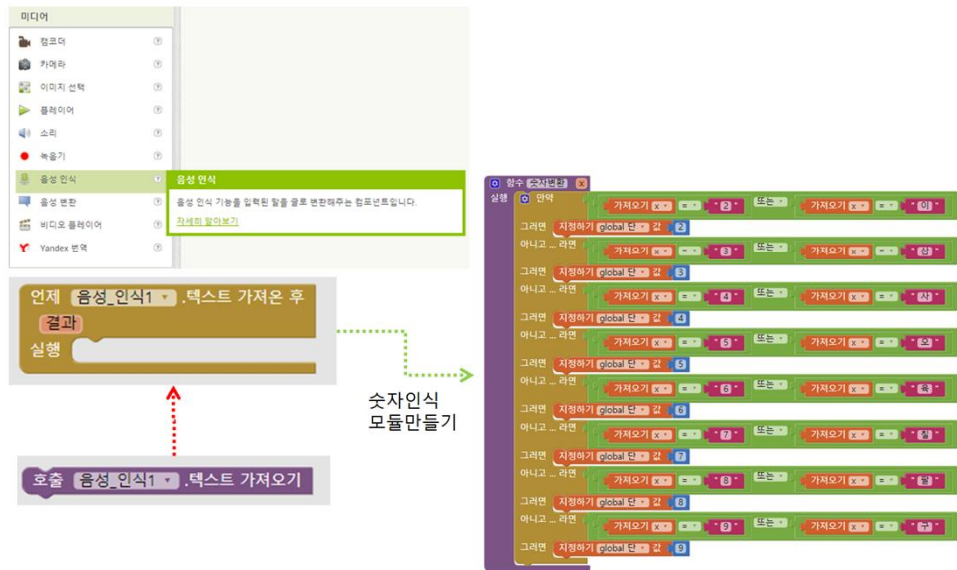 미디어
캠코더
카메라
이미지 선택
플레이어
소리
녹음기
음성 인식
음성 변환
비디오 플레이어
Yandex 번역
음성 인식
음성 인식 기능을 입력된 말을 글로 변환해주는 컴포넌트입니다.
자세히 알아보기
언제 음성_인식1 .텍스트 가져온 후
결과
실행
호출 음성_인식1 .텍스트 가져오기
숫자인식
모듈만들기
함수 숫자변환 x
실행 만약 가져오기 x = " 2 " 또는 가져오기 x = " 이 "
그러면 지정하기 global 단 값 2
아니고 ... 라면 가져오기 x = " 3 " 또는 가져오기 x = " 삼 "
그러면 지정하기 global 단 값 3
아니고 ... 라면 가져오기 x = " 4 " 또는 가져오기 x = " 사 "
그러면 지정하기 global 단 값 4
아니고 ... 라면 가져오기 x = " 5 " 또는 가져오기 x = " 오 "
그러면 지정하기 global 단 값 5
아니고 ... 라면 가져오기 x = " 6 " 또는 가져오기 x = " 육 "
그러면 지정하기 global 단 값 6
아니고 ... 라면 가져오기 x = " 7 " 또는 가져오기 x = " 칠 "
그러면 지정하기 global 단 값 7
아니고 ... 라면 가져오기 x = " 8 " 또는 가져오기 x = " 팔 "
그러면 지정하기 global 단 값 8
아니고 ... 라면 가져오기 x = " 9 " 또는 가져오기 x = " 구 "
그러면 지정하기 global 단 값 9